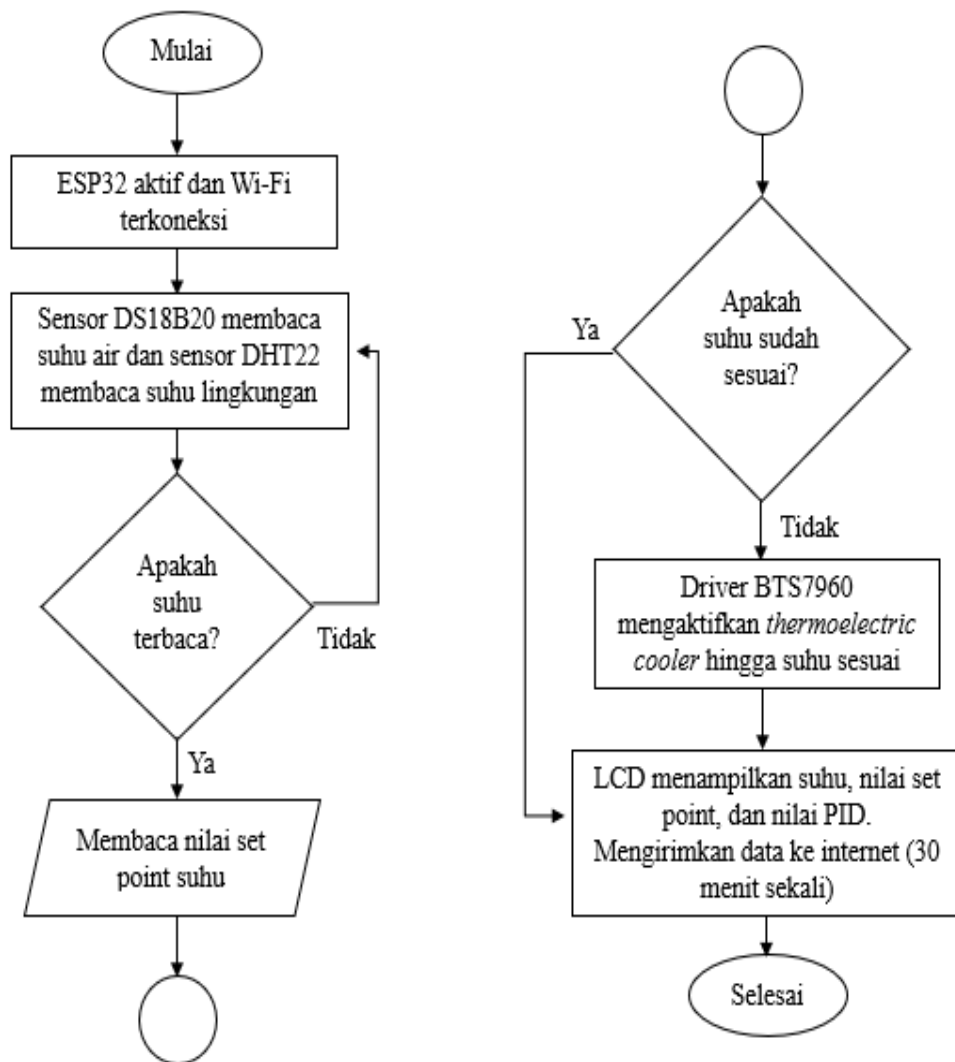 Mulai
ESP32 aktif dan Wi-Fi
terkoneksi
Sensor DS18B20 membaca
suhu air dan sensor DHT22
membaca suhu lingkungan
Apakah
suhu
terbaca?
Tidak
Ya
Membaca nilai set
point suhu
Apakah
suhu sudah
sesuai?
Ya
Tidak
Driver BTS7960
mengaktifkan thermoelectric
cooler hingga suhu sesuai
LCD menampilkan suhu, nilai set
point, dan nilai PID.
Mengirimkan data ke internet (30
menit sekali)
Selesai